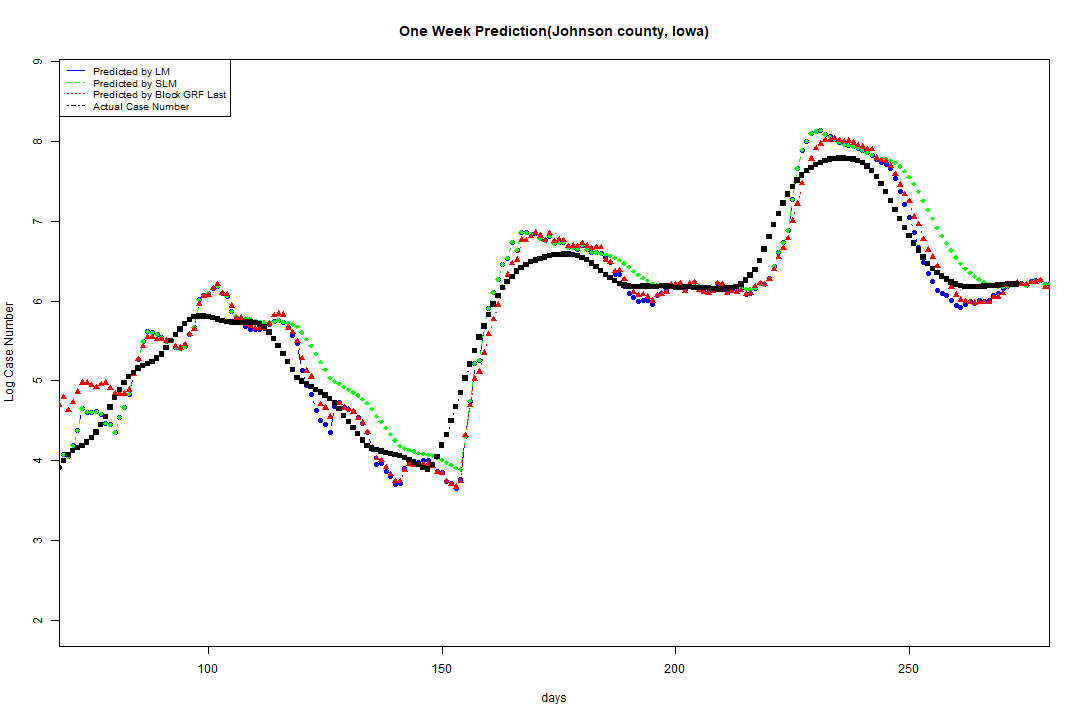 One Week Prediction(Johnson county, Iowa)
Predicted by LM
Predicted by SLM
Predicted by Block GRF Last
Actual Case Number
9
8
7
6
5
4
3
2
Log Case Number
100 150 200 250
days